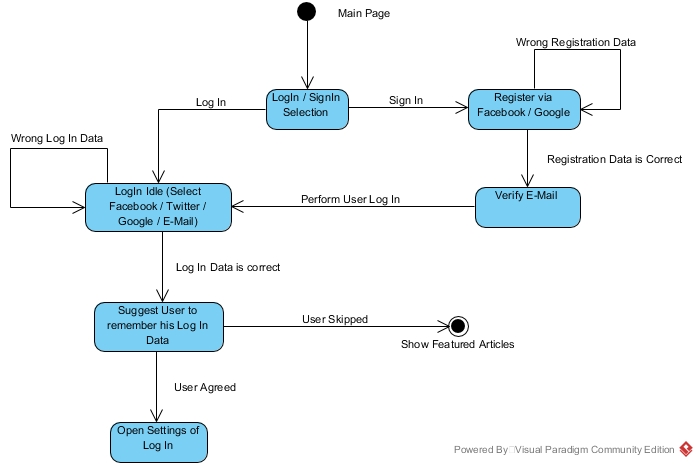 Main Page
Wrong Registration Data
LogIn / SignIn
Selection
Register via
Facebook / Google
Log In
Sign In
Wrong Log In Data
Registration Data is Correct
LogIn Idle (Select
Facebook / Twitter /
Google / E-Mail)
Perform User Log In
Verify E-Mail
Log In Data is correct
Suggest User to
remember his Log In
Data
User Skipped
Show Featured Articles
User Agreed
Open Settings of
Log In
Powered By Visual Paradigm Community Edition